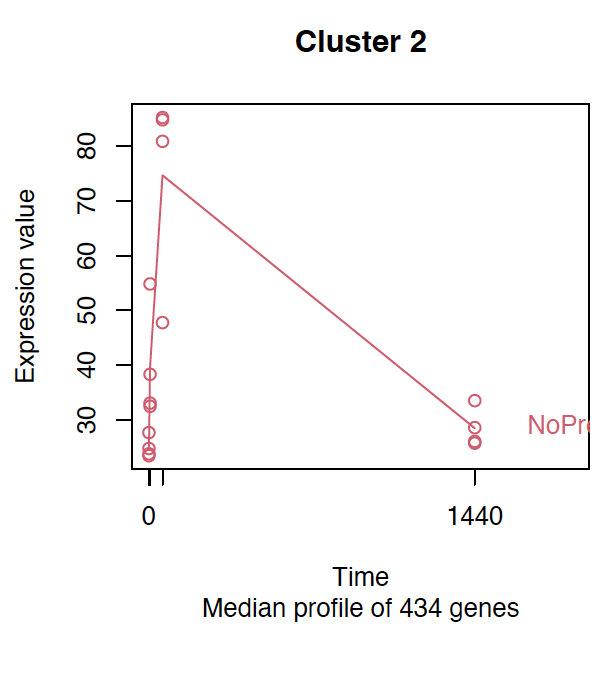 Cluster 2
Expression value
80
70
60
50
40
30
NoPre
0 1440
Time
Median profile of 434 genes